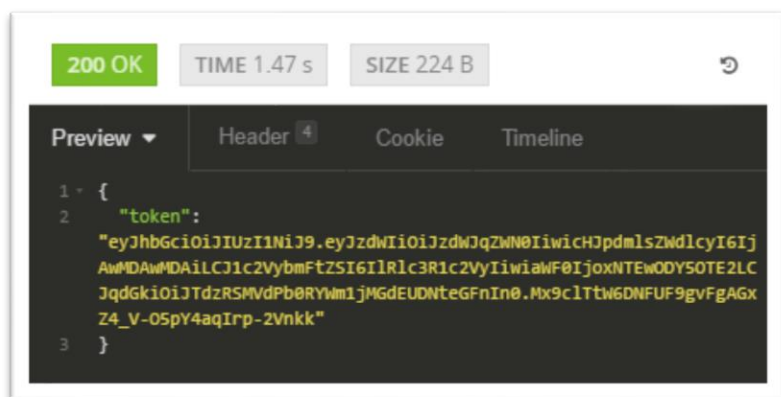 200 OK TIME 1.47 s SIZE 224 B
Preview Header 4 Cookie Timeline
1 {
2 "token":
"eyJhbGciOiJIUzI1NiJ9.eyJzdWIiOiJzdWJqZWN0IiwicHJpdmlsZWdlcyI6Ij
AwMDAwMDAiLCJ1c2VybmFtZSI6IlRlc3R1c2VyIiwiaWF0IjoxNTEwODY5OTE2LC
JqdGkiOiJTdzRSMVdPb0RYWm1jMGdEUDNteGFnIn0.Mx9clTtW6DNFUF9gvFgAGx
Z4_V-O5pY4aqIrp-2Vnkk"
3 }